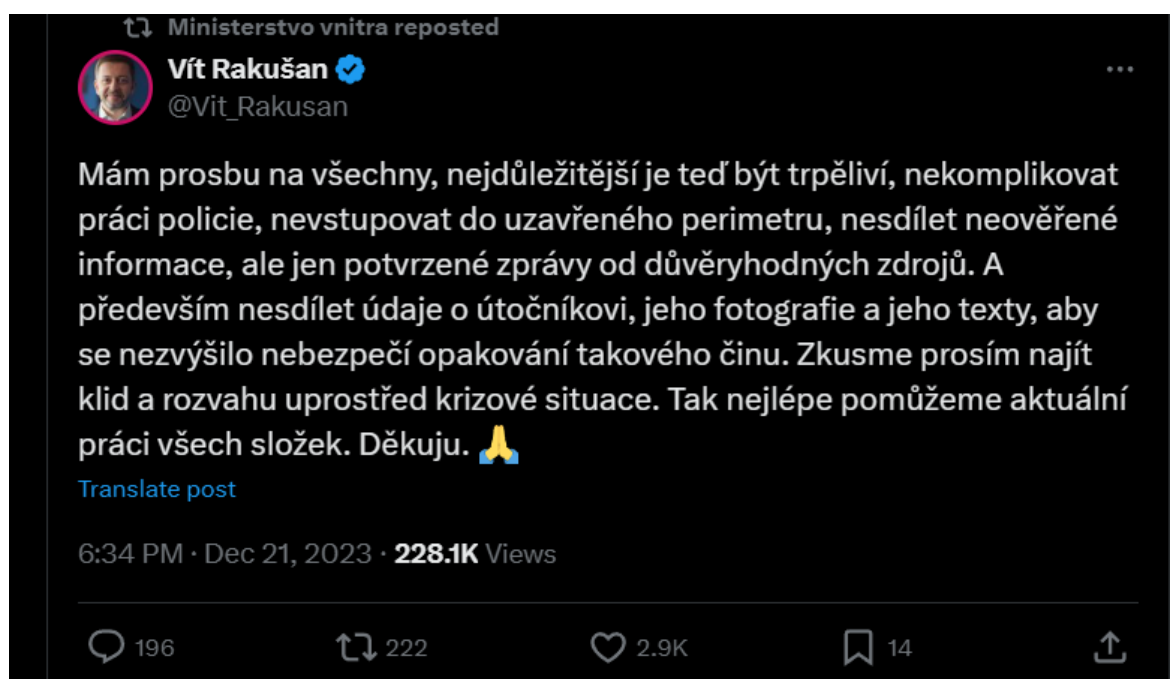 Ministerstvo vnitra reposted
Vít Rakušan
@Vit_Rakusan
Mám prosbu na všechny, nejdůležitější je teď být trpěliví, nekomplikovat
práci policie, nevstupovat do uzavřeného perimetru, nesdílet neověřené
informace, ale jen potvrzené zprávy od důvěryhodných zdrojů. A
především nesdílet údaje o útočníkovi, jeho fotografie a jeho texty, aby
se nezvýšilo nebezpečí opakování takového činu. Zkusme prosím najít
klid a rozvahu uprostřed krizové situace. Tak nejlépe pomůžeme aktuální
práci všech složek. Děkuju. 🙏
Translate post
6:34 PM · Dec 21, 2023 · 228.1K Views
196 222 2.9K 14